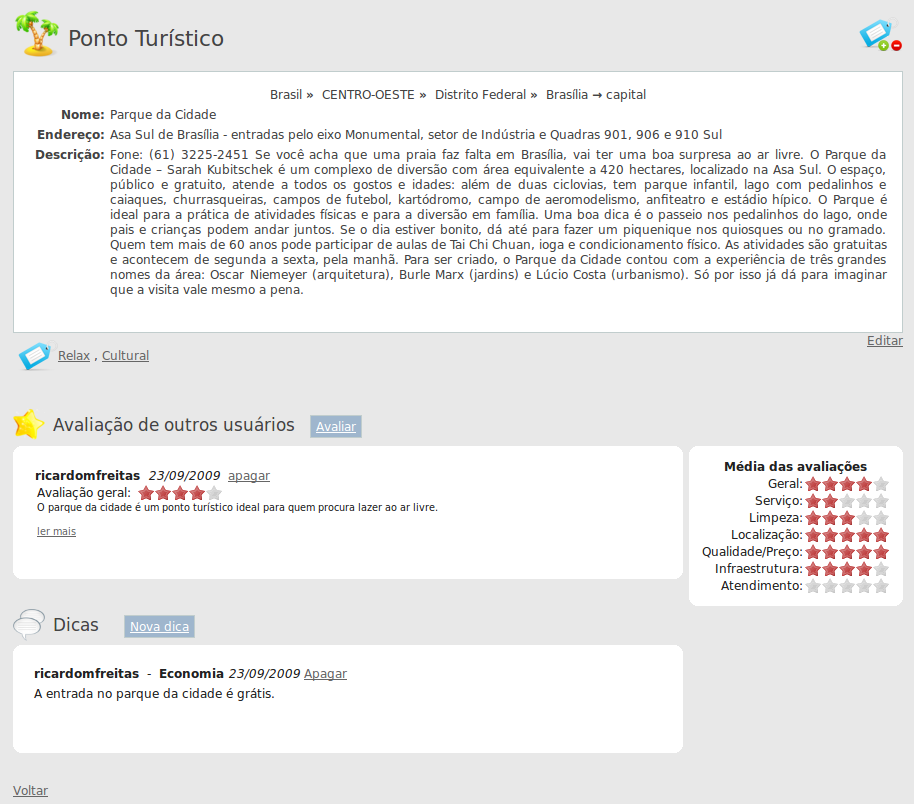 Ponto Turístico
Brasil » CENTRO-OESTE » Distrito Federal » Brasília → capital
Nome: Parque da Cidade
Endereço: Asa Sul de Brasília - entradas pelo eixo Monumental, setor de Indústria e Quadras 901, 906 e 910 Sul
Descrição: Fone: (61) 3225-2451 Se você acha que uma praia faz falta em Brasília, vai ter uma boa surpresa ao ar livre. O Parque da
Cidade – Sarah Kubitschek é um complexo de diversão com área equivalente a 420 hectares, localizado na Asa Sul. O espaço,
público e gratuito, atende a todos os gostos e idades: além de duas ciclovias, tem parque infantil, lago com pedalinhos e
caiaques, churrasqueiras, campos de futebol, kartódromo, campo de aeromodelismo, anfiteatro e estádio hípico. O Parque é
ideal para a prática de atividades físicas e para a diversão em família. Uma boa dica é o passeio nos pedalinhos do lago, onde
pais e crianças podem andar juntos. Se o dia estiver bonito, dá até para fazer um piquenique nos quiosques ou no gramado.
Quem tem mais de 60 anos pode participar de aulas de Tai Chi Chuan, ioga e condicionamento físico. As atividades são gratuitas
e acontecem de segunda a sexta, pela manhã. Para ser criado, o Parque da Cidade contou com a experiência de três grandes
nomes da área: Oscar Niemeyer (arquitetura), Burle Marx (jardins) e Lúcio Costa (urbanismo). Só por isso já dá para imaginar
que a visita vale mesmo a pena.
Editar
Relax , Cultural
Avaliação de outros usuários Avaliar
ricardomfreitas 23/09/2009 apagar
Avaliação geral:
O parque da cidade é um ponto turístico ideal para quem procura lazer ao ar livre.
ler mais
Média das avaliações
Geral:
Serviço:
Limpeza:
Localização:
Qualidade/Preço:
Infraestrutura:
Atendimento:
Dicas Nova dica
ricardomfreitas - Economia 23/09/2009 Apagar
A entrada no parque da cidade é grátis.
Voltar